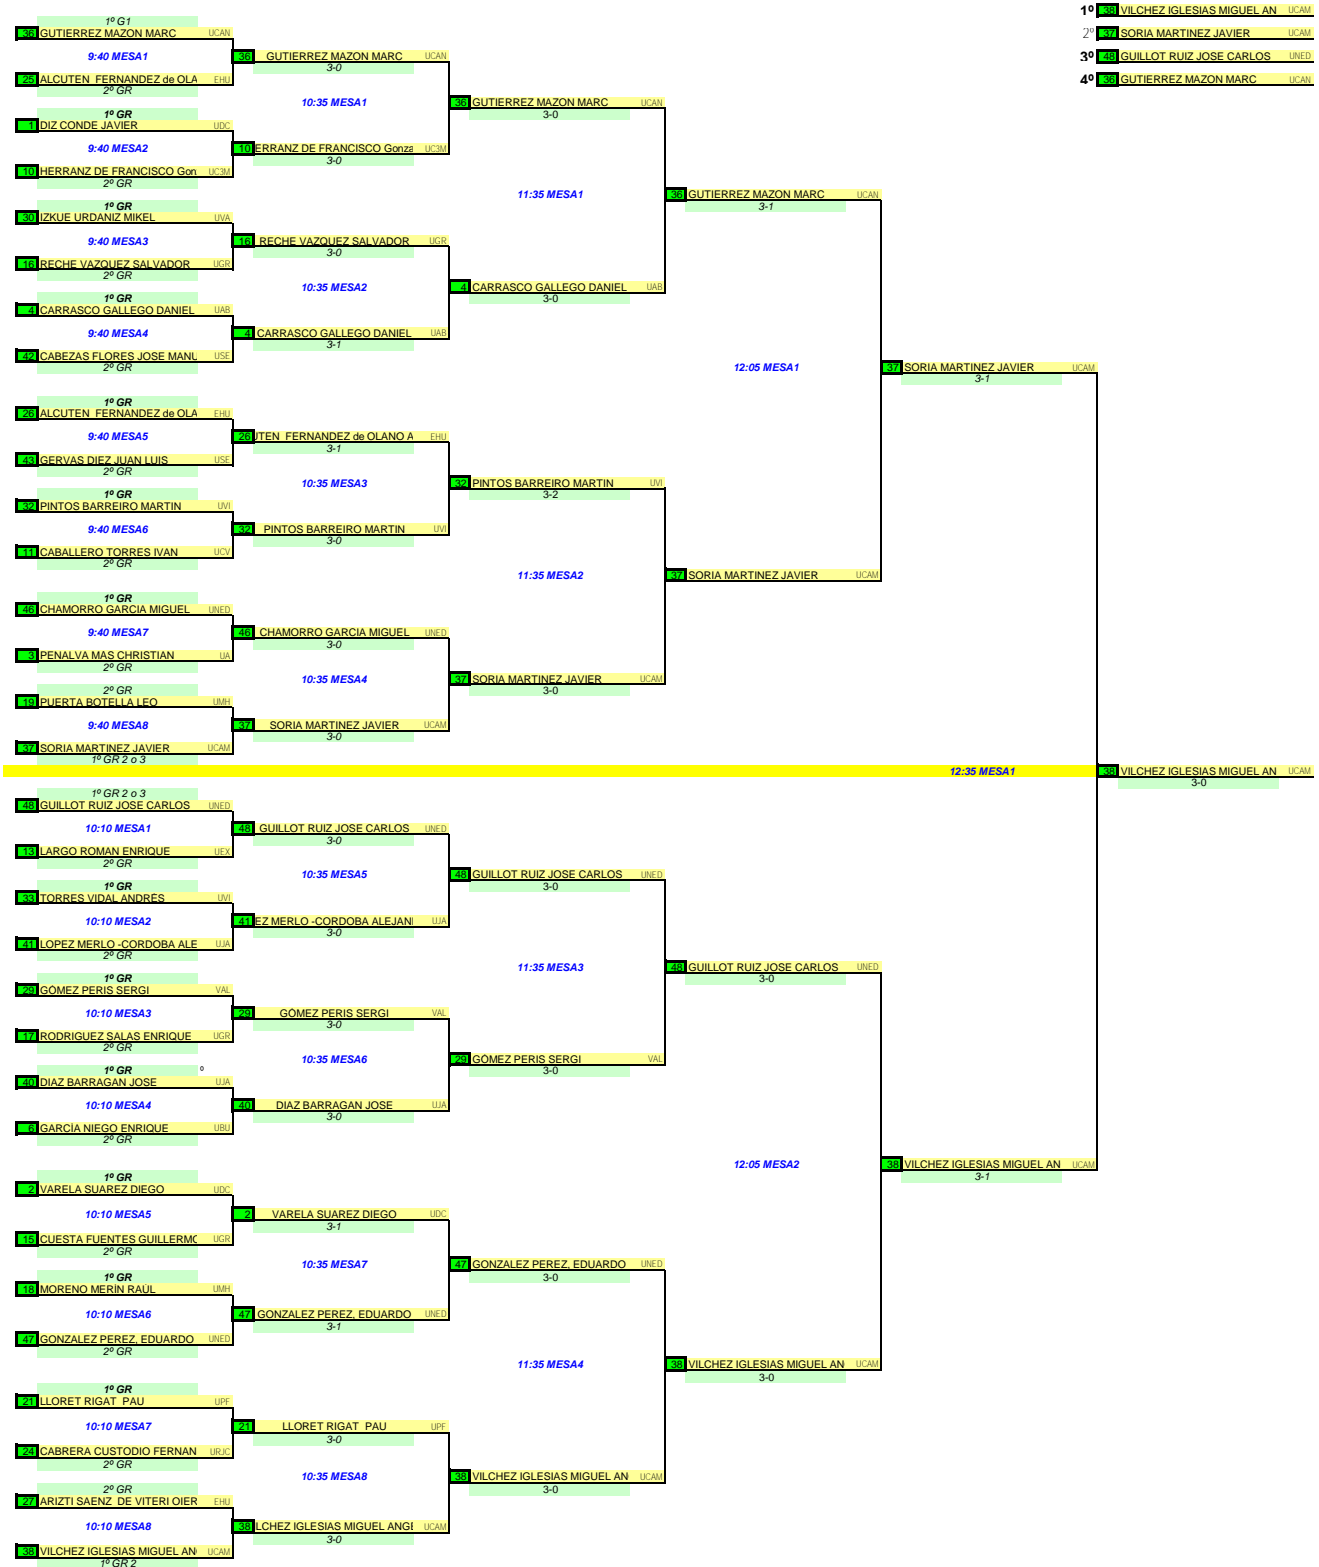 1º 38 VILCHEZ IGLESIAS MIGUEL AN UCAM
1º G1
36 GUTIERREZ MAZON MARC UCAN
2º 37 SORIA MARTINEZ JAVIER UCAM
9:40 MESA1
36 GUTIERREZ MAZON MARC UCAN
3º 48 GUILLOT RUIZ JOSE CARLOS UNED
3-0
25 ALCUTEN FERNANDEZ de OLA EHU
4º 36 GUTIERREZ MAZON MARC UCAN
2º GR
10:35 MESA1
36 GUTIERREZ MAZON MARC UCAN
1º GR
3-0
1 DIZ CONDE JAVIER UDC
9:40 MESA2
10 ERRANZ DE FRANCISCO Gonza UC3M
3-0
10 HERRANZ DE FRANCISCO Gon UC3M
2º GR
11:35 MESA1
36 GUTIERREZ MAZON MARC UCAN
1º GR
3-1
30 IZKUE URDANIZ MIKEL UVA
9:40 MESA3
16 RECHE VAZQUEZ SALVADOR UGR
3-0
16 RECHE VAZQUEZ SALVADOR UGR
2º GR
10:35 MESA2
4 CARRASCO GALLEGO DANIEL UAB
1º GR
3-0
4 CARRASCO GALLEGO DANIEL UAB
9:40 MESA4
4 CARRASCO GALLEGO DANIEL UAB
3-1
42 CABEZAS FLORES JOSE MANU USE
2º GR
12:05 MESA1
37 SORIA MARTINEZ JAVIER UCAM
3-1
1º GR
26 ALCUTEN FERNANDEZ de OLA EHU
9:40 MESA5
26 UTEN FERNANDEZ de OLANO A EHU
3-1
43 GERVAS DIEZ JUAN LUIS USE
2º GR
10:35 MESA3
32 PINTOS BARREIRO MARTIN UVI
1º GR
3-2
32 PINTOS BARREIRO MARTIN UVI
9:40 MESA6
32 PINTOS BARREIRO MARTIN UVI
3-0
11 CABALLERO TORRES IVAN UCV
2º GR
11:35 MESA2
37 SORIA MARTINEZ JAVIER UCAM
1º GR
46 CHAMORRO GARCIA MIGUEL UNED
9:40 MESA7
46 CHAMORRO GARCIA MIGUEL UNED
3-0
3 PENALVA MAS CHRISTIAN UA
2º GR
10:35 MESA4
37 SORIA MARTINEZ JAVIER UCAM
2º GR
3-0
19 PUERTA BOTELLA LEO UMH
9:40 MESA8
37 SORIA MARTINEZ JAVIER UCAM
3-0
37 SORIA MARTINEZ JAVIER UCAM
1º GR 2 o 3
12:35 MESA1
38 VILCHEZ IGLESIAS MIGUEL AN UCAM
3-0
1º GR 2 o 3
48 GUILLOT RUIZ JOSE CARLOS UNED
10:10 MESA1
48 GUILLOT RUIZ JOSE CARLOS UNED
3-0
13 LARGO ROMAN ENRIQUE UEX
2º GR
10:35 MESA5
48 GUILLOT RUIZ JOSE CARLOS UNED
1º GR
3-0
33 TORRES VIDAL ANDRÉS UVI
10:10 MESA2
41 EZ MERLO -CORDOBA ALEJAN UJA
3-0
41 LOPEZ MERLO -CORDOBA ALE UJA
2º GR
11:35 MESA3
48 GUILLOT RUIZ JOSE CARLOS UNED
1º GR
3-0
29 GÓMEZ PERIS SERGI VAL
10:10 MESA3
29 GÓMEZ PERIS SERGI VAL
3-0
17 RODRIGUEZ SALAS ENRIQUE UGR
2º GR
10:35 MESA6
29 GÓMEZ PERIS SERGI VAL
1º GR º
3-0
40 DIAZ BARRAGAN JOSE UJA
10:10 MESA4
40 DIAZ BARRAGAN JOSE UJA
3-0
6 GARCÍA NIEGO ENRIQUE UBU
2º GR
12:05 MESA2
38 VILCHEZ IGLESIAS MIGUEL AN UCAM
1º GR
3-1
2 VARELA SUAREZ DIEGO UDC
10:10 MESA5
2 VARELA SUAREZ DIEGO UDC
3-1
15 CUESTA FUENTES GUILLERMO UGR
2º GR
10:35 MESA7
47 GONZALEZ PEREZ, EDUARDO UNED
1º GR
3-0
18 MORENO MERÍN RAÚL UMH
10:10 MESA6
47 GONZALEZ PEREZ, EDUARDO UNED
3-1
47 GONZALEZ PEREZ, EDUARDO UNED
2º GR
11:35 MESA4
38 VILCHEZ IGLESIAS MIGUEL AN UCAM
3-0
1º GR
21 LLORET RIGAT PAU UPF
10:10 MESA7
21 LLORET RIGAT PAU UPF
3-0
24 CABRERA CUSTODIO FERNAN URJC
2º GR
10:35 MESA8
38 VILCHEZ IGLESIAS MIGUEL AN UCAM
2º GR
3-0
27 ARIZTI SAENZ DE VITERI OIER EHU
10:10 MESA8
38 LCHEZ IGLESIAS MIGUEL ANGE UCAM
3-0
38 VILCHEZ IGLESIAS MIGUEL AN UCAM
1º GR 2